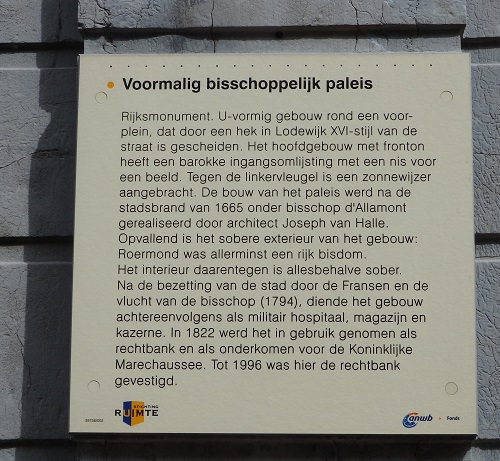 Voormalig bisschoppelijk paleis
Rijksmonument. U-vormig gebouw rond een voor-
plein, dat door een hek in Lodewijk XVI-stijl van de
straat is gescheiden. Het hoofdgebouw met fronton
heeft een barokke ingangsomlijsting met een nis voor
een beeld. Tegen de linkervleugel is een zonnewijzer
aangebracht. De bouw van het paleis werd na de
stadsbrand van 1665 onder bisschop d'Allamont
gerealiseerd door architect Joseph van Halle.
Opvallend is het sobere exterieur van het gebouw:
Roermond was allerminst een rijk bisdom.
Het interieur daarentegen is allesbehalve sober.
Na de bezetting van de stad door de Fransen en de
vlucht van de bisschop (1794), diende het gebouw
achtereenvolgens als militair hospitaal, magazijn en
kazerne. In 1822 werd het in gebruik genomen als
rechtbank en als onderkomen voor de Koninklijke
Marechaussee. Tot 1996 was hier de rechtbank
gevestigd.
STICHTING
RUIMTE
anwb • Fonds